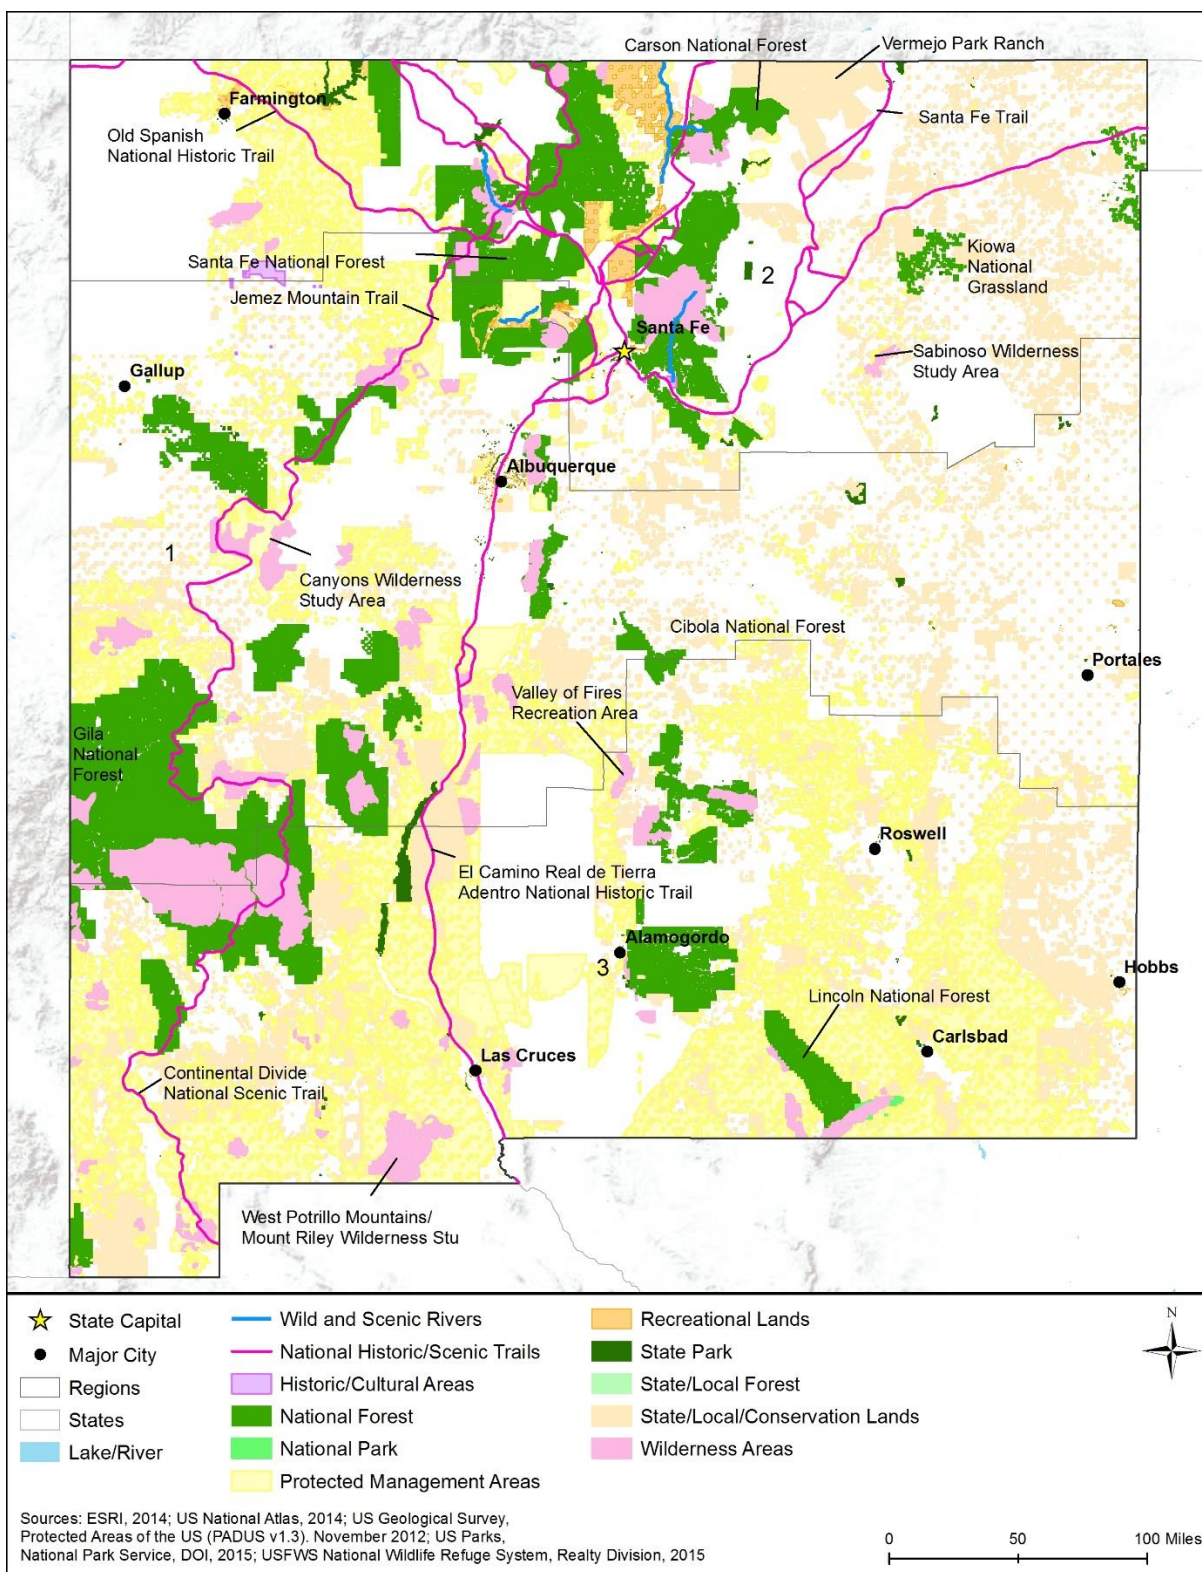 Carson National Forest
Vermejo Park Ranch
Farmington
Santa Fe Trail
Old Spanish
National Historic Trail
Santa Fe National Forest
Kiowa
National
Grassland
2
Jemez Mountain Trail
Santa Fe
Sabinoso Wilderness
Study Area
Gallup
Albuquerque
1
Canyons Wilderness
Study Area
Cibola National Forest
Portales
Valley of Fires
Recreation Area
Gila
National
Forest
Roswell
El Camino Real de Tierra
Adentro National Historic Trail
Alamogordo
3
Hobbs
Lincoln National Forest
Carlsbad
Las Cruces
Continental Divide
National Scenic Trail
West Potrillo Mountains/
Mount Riley Wilderness Stu
State Capital
Major City
Regions
States
Lake/River
Wild and Scenic Rivers
National Historic/Scenic Trails
Historic/Cultural Areas
National Forest
National Park
Protected Management Areas
Recreational Lands
State Park
State/Local Forest
State/Local/Conservation Lands
Wilderness Areas
N
Sources: ESRI, 2014; US National Atlas, 2014; US Geological Survey,
Protected Areas of the US (PADUS v1.3). November 2012; US Parks,
National Park Service, DOI, 2015; USFWS National Wildlife Refuge System, Realty Division, 2015
0 50 100 Miles